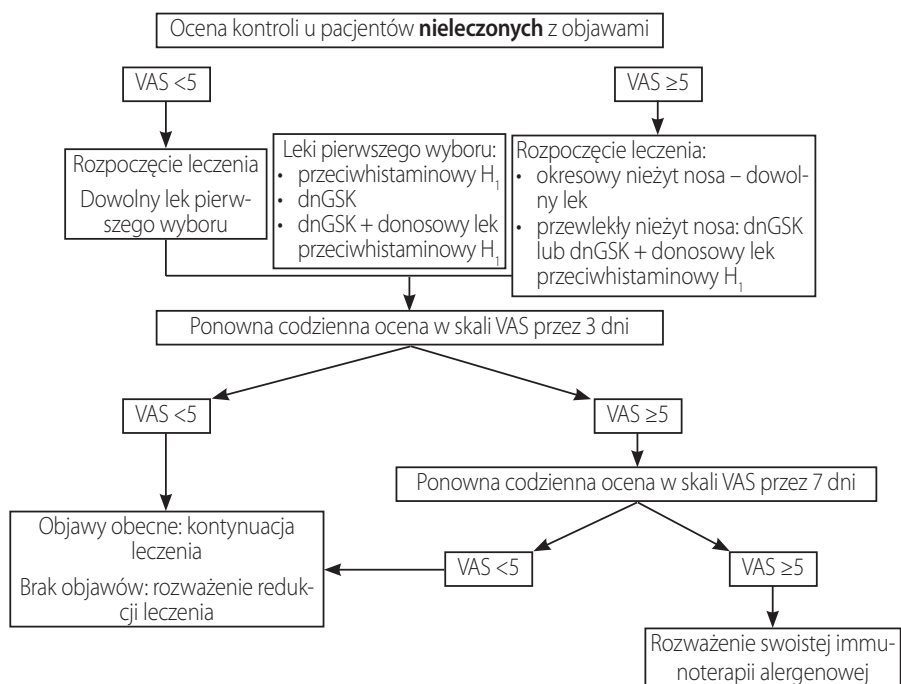 Ocena kontroli u pacjentów nieleczonych z objawami
VAS <5
VAS ≥5
Rozpoczęcie leczenia
Dowolny lek pierw-
szego wyboru
Leki pierwszego wyboru:
• przeciwhistaminowy H1
• dnGSK
• dnGSK + donosowy lek
przeciwhistaminowy H1
Rozpoczęcie leczenia:
• okresowy nieżyt nosa – dowol-
ny lek
• przewlekły nieżyt nosa: dnGSK
lub dnGSK + donosowy lek
przeciwhistaminowy H1
Ponowna codzienna ocena w skali VAS przez 3 dni
VAS <5
VAS ≥5
Ponowna codzienna ocena w skali VAS przez 7 dni
Objawy obecne: kontynuacja
leczenia
Brak objawów: rozważenie reduk-
cji leczenia
VAS <5
VAS ≥5
Rozważenie swoistej immu-
noterapii alergenowej